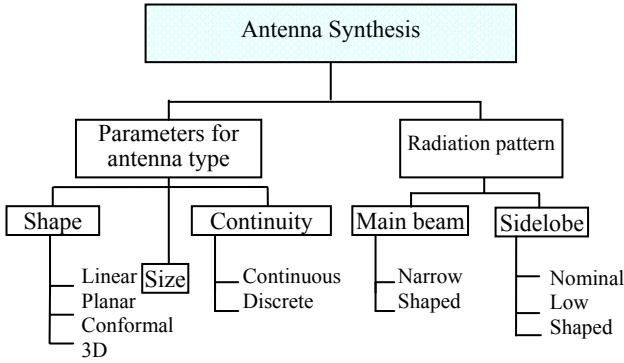 Antenna Synthesis
Parameters for
antenna type
Radiation pattern
Shape
Size
Continuity
Main beam
Sidelobe
Linear
Planar
Conformal
3D
Continuous
Discrete
Narrow
Shaped
Nominal
Low
Shaped